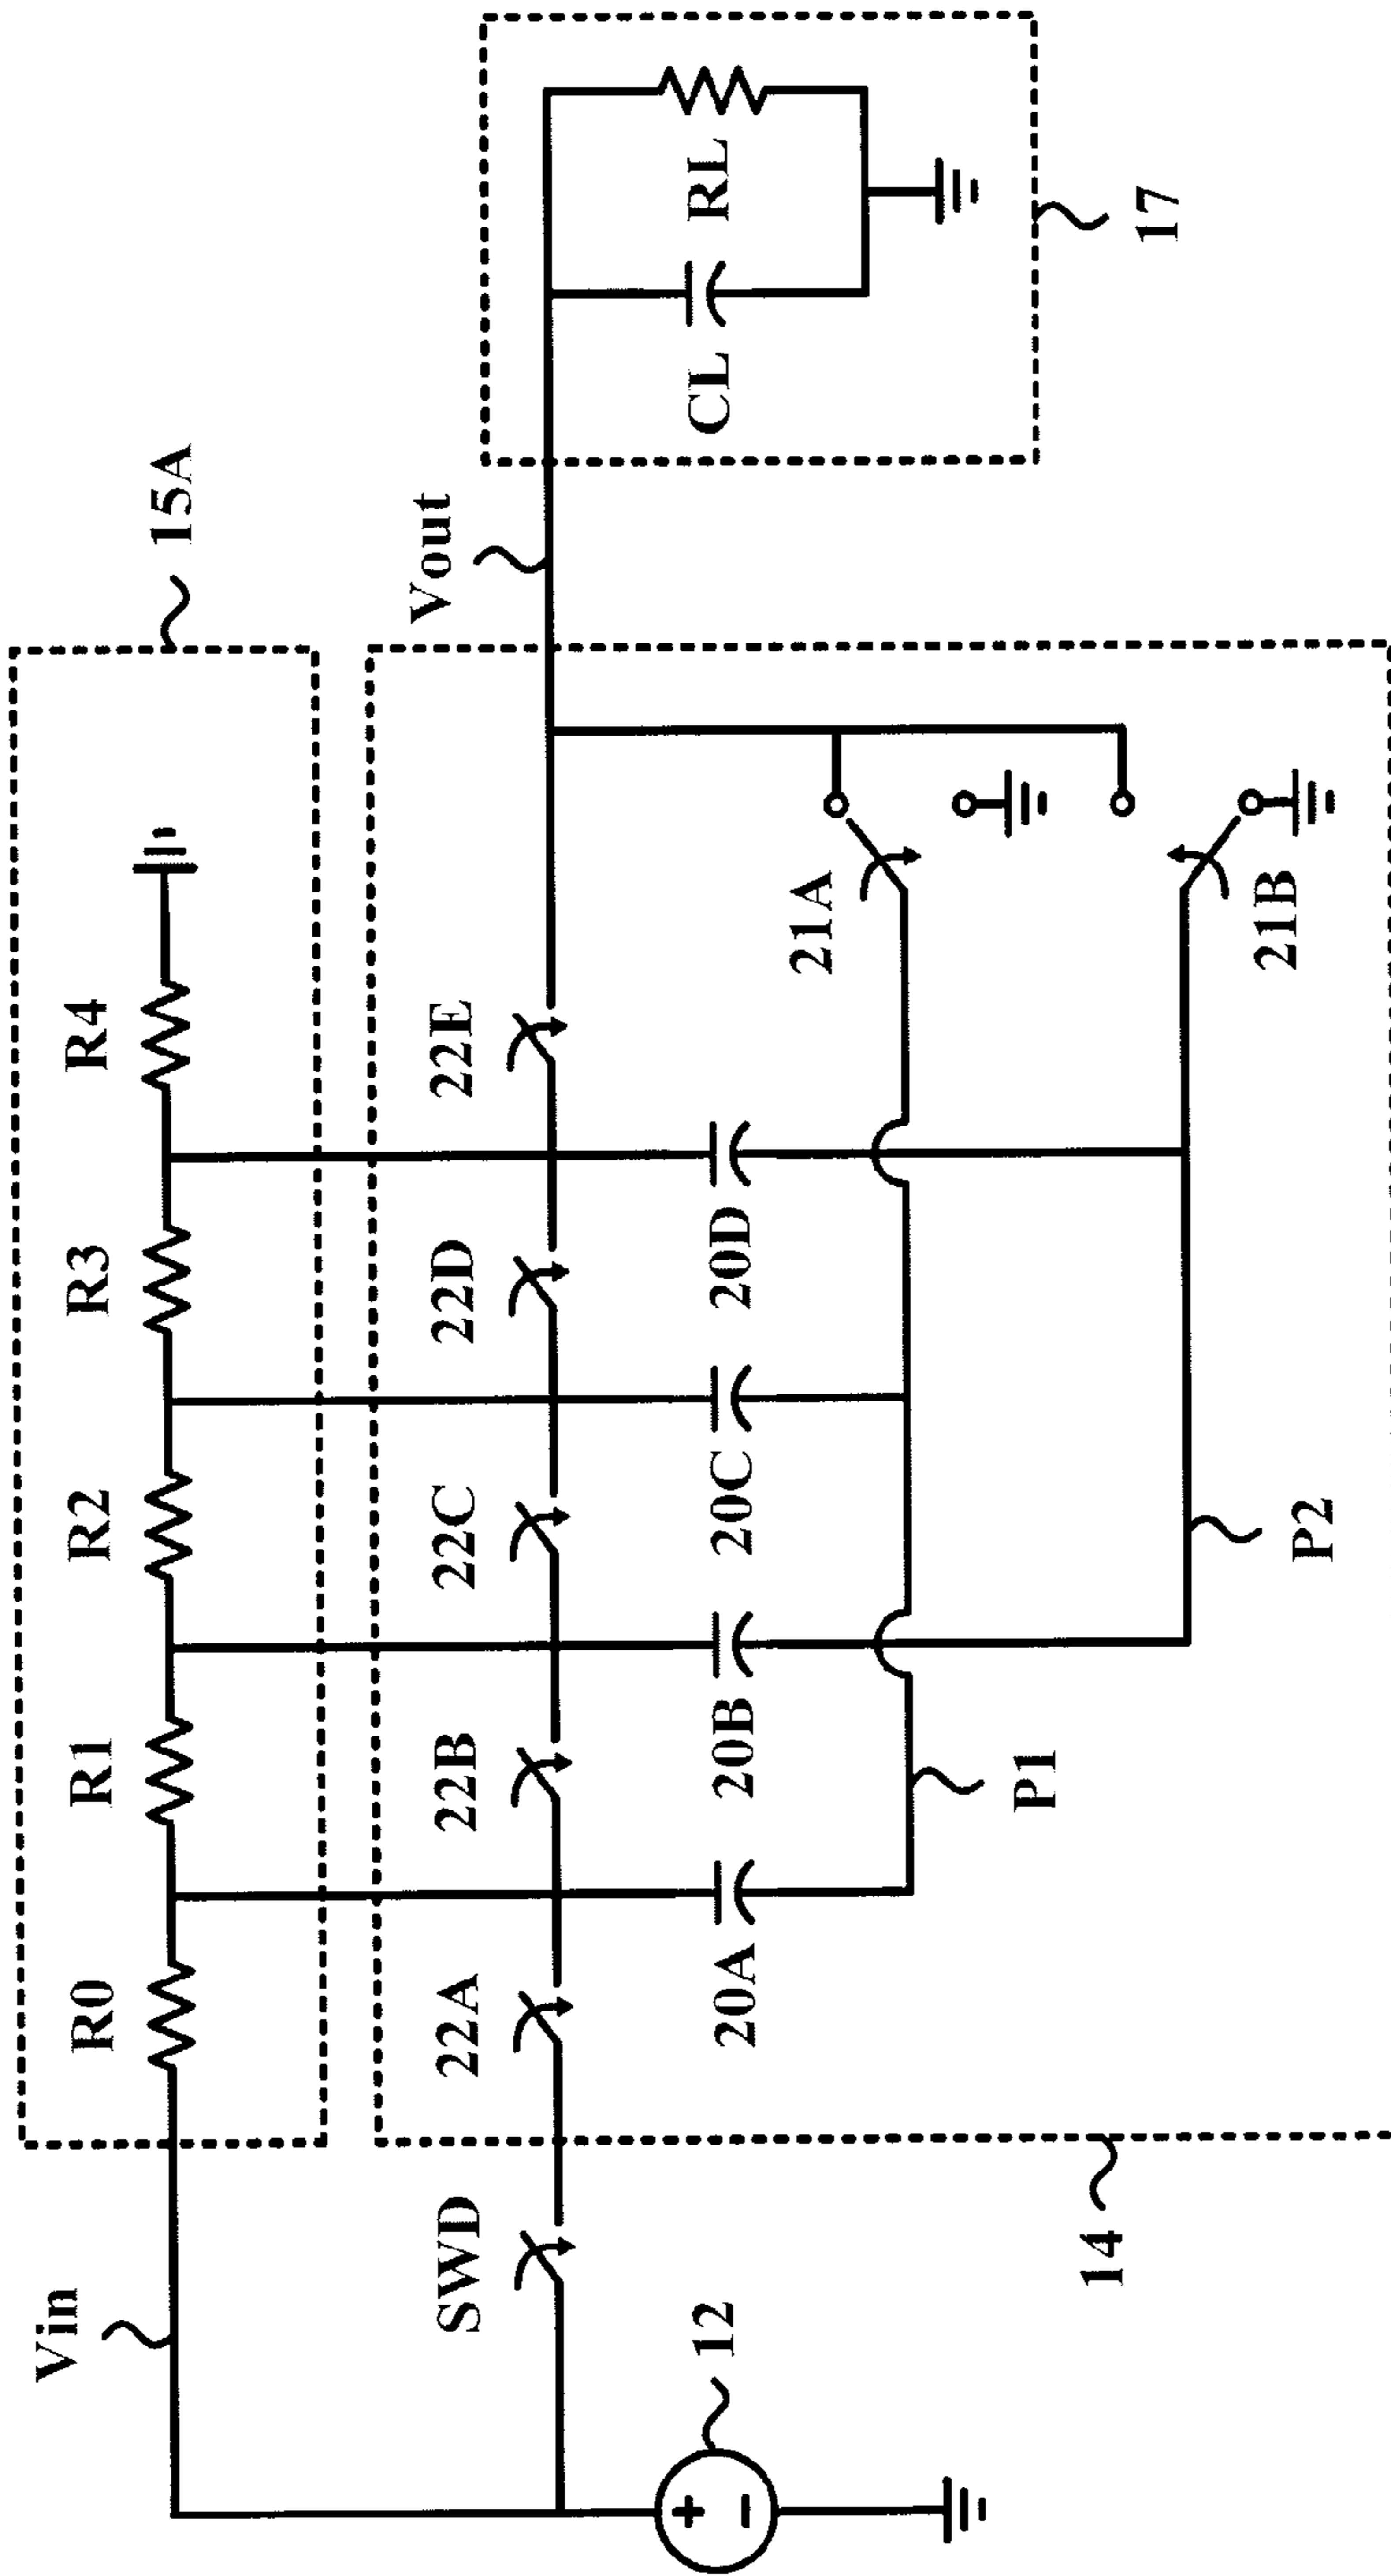 Vin
R0
R1
R2
R3
R4
15A
SWD
22A
22B
22C
22D
22E
Vout
12
20A
20B
20C
20D
21A
21B
CL
RL
17
P1
P2
14
+
-